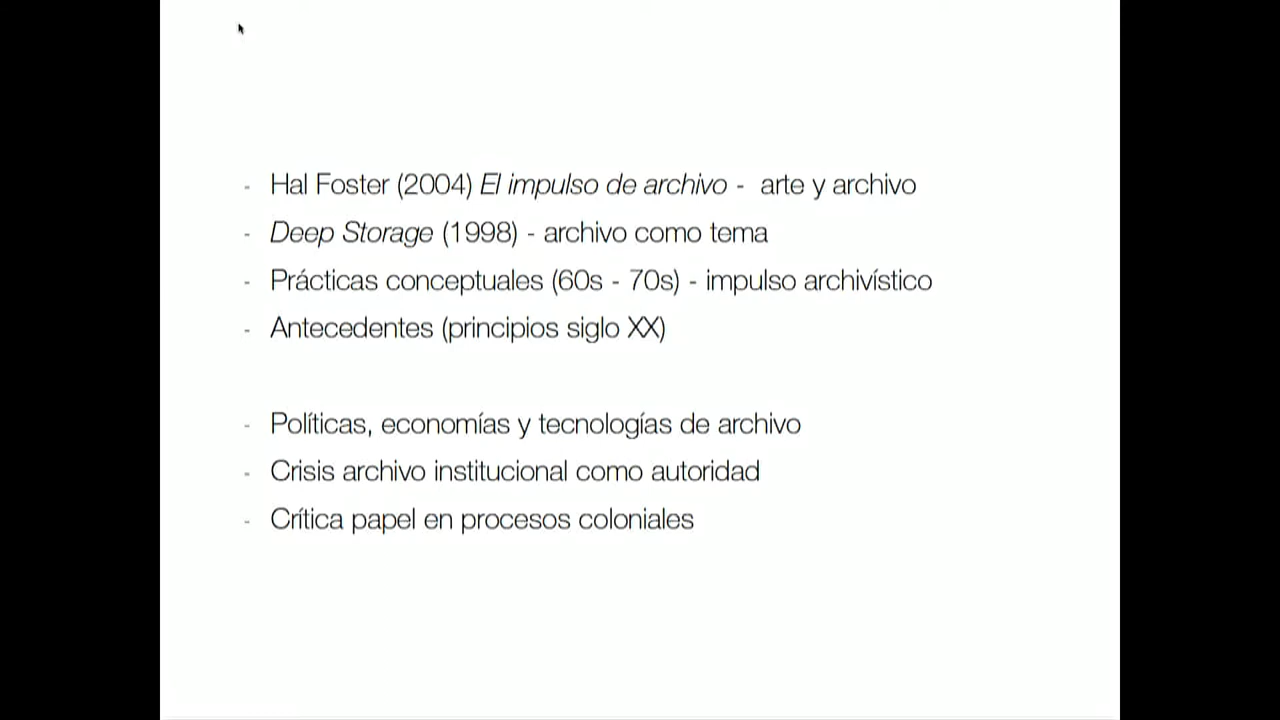 - Hal Foster (2004) El impulso de archivo - arte y archivo
- Deep Storage (1998) - archivo como tema
- Prácticas conceptuales (60s - 70s) - impulso archivístico
- Antecedentes (principios siglo XX)
- Políticas, economías y tecnologías de archivo
- Crisis archivo institucional como autoridad
- Crítica papel en procesos coloniales